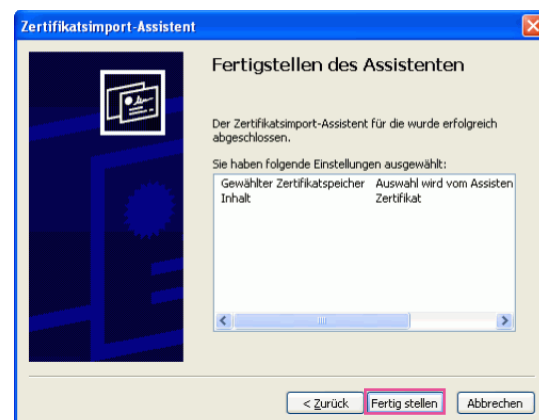 Zertifikatsimport-Assistent
Fertigstellen des Assistenten
Der Zertifikatsimport-Assistent für die wurde erfolgreich
abgeschlossen.
Sie haben folgende Einstellungen ausgewählt:
Gewählter Zertifikatspeicher Auswahl wird vom Assisten
Inhalt Zertifikat
< Zurück Fertig stellen Abbrechen